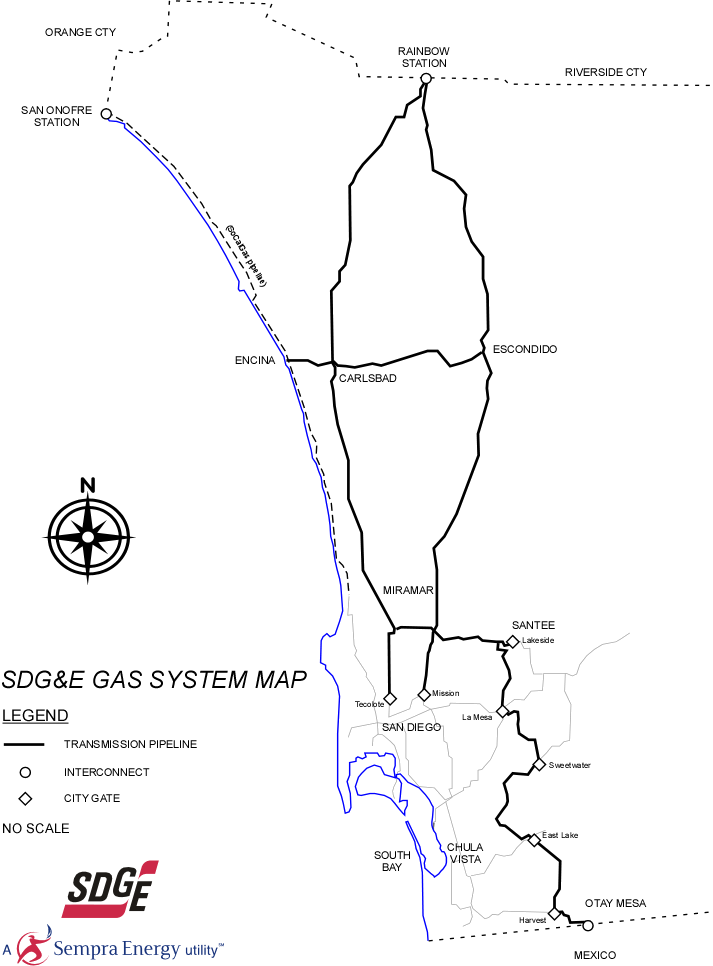 ORANGE CTY
RAINBOW
STATION
RIVERSIDE CTY
SAN ONOFRE
STATION
(SoCalGas pipeline)
ENCINA
CARLSBAD
ESCONDIDO
N
MIRAMAR
SANTEE
Lakeside
SDG&E GAS SYSTEM MAP
Tecolote
Mission
La Mesa
SAN DIEGO
LEGEND
TRANSMISSION PIPELINE
INTERCONNECT
CITY GATE
NO SCALE
Sweetwater
East Lake
SOUTH
BAY
CHULA
VISTA
SDGE
OTAY MESA
Harvest
A Sempra Energy utility™
MEXICO